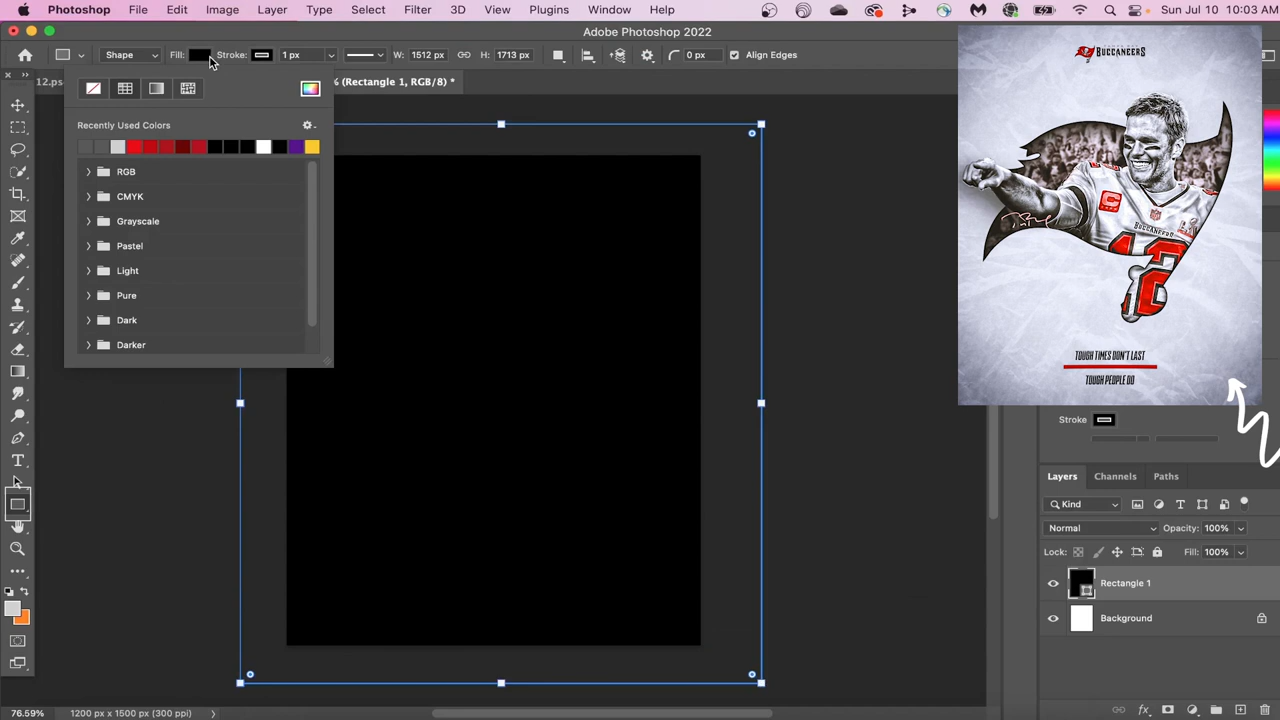 Photoshop File Edit Image Layer Type Select Filter 3D View Plugins Window Help Sun Jul 10 10:03 AM
Adobe Photoshop 2022
Shape Fill: Stroke: 1 px W: 1512 px H: 1713 px 0 px Align Edges
12.ps % (Rectangle 1, RGB/8) *
Recently Used Colors
RGB
CMYK
Grayscale
Pastel
Light
Pure
Dark
Darker
BUCCANEERS
C
BUCCANEERS
12
TOUGH TIMES DON'T LAST
TOUGH PEOPLE DO
Stroke
Layers Channels Paths
Kind
Normal Opacity: 100%
Lock: Fill: 100%
Rectangle 1
Background
76.59% 1200 px x 1500 px (300 ppi)